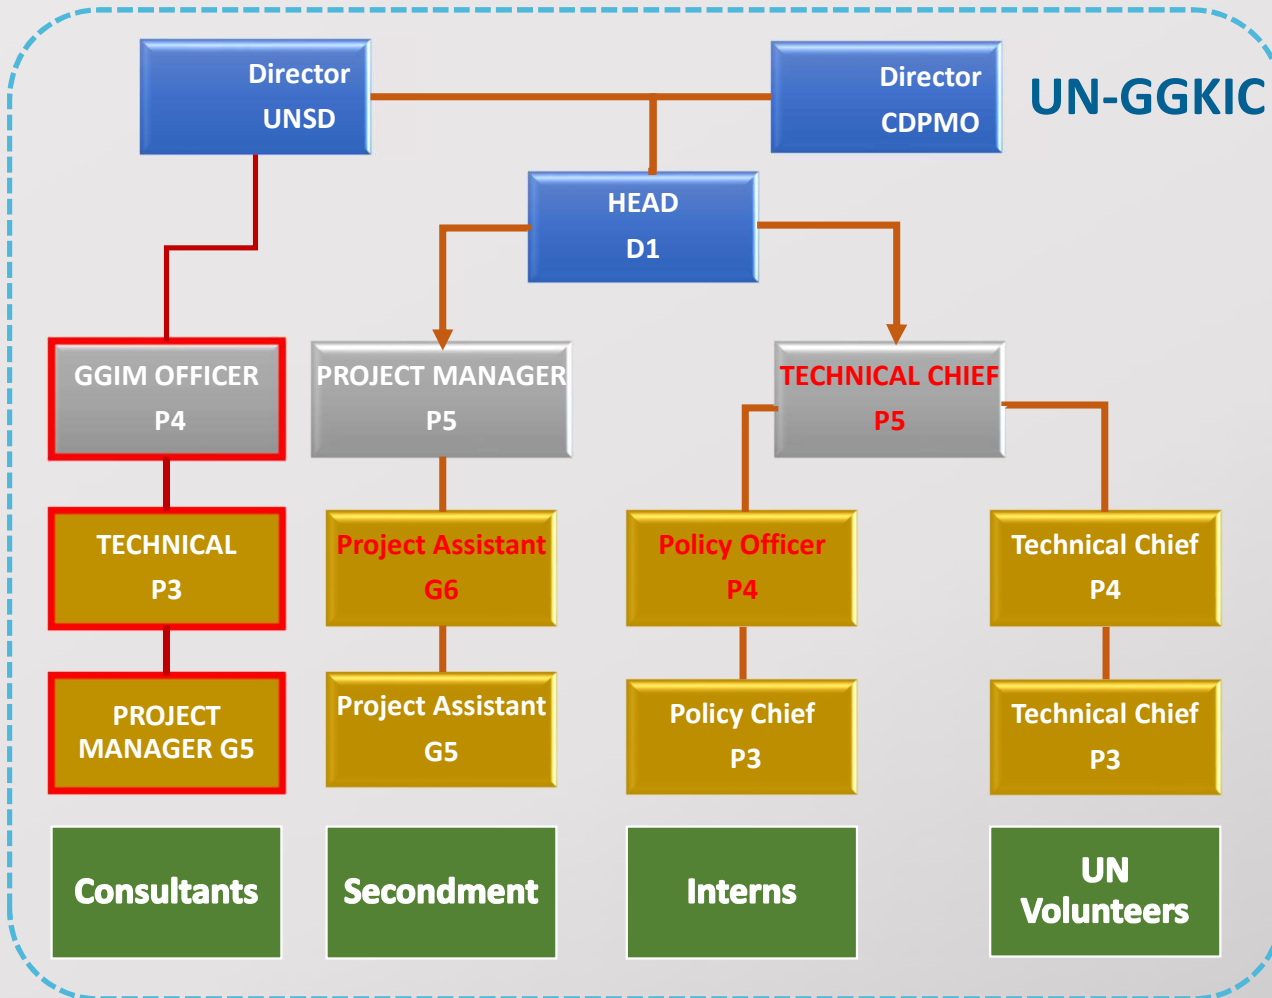 Director
UNSD
Director
CDPMO
UN-GGKIC
HEAD
D1
GGIM OFFICER
P4
PROJECT MANAGER
P5
TECHNICAL CHIEF
P5
TECHNICAL
P3
Project Assistant
G6
Policy Officer
P4
Technical Chief
P4
PROJECT
MANAGER G5
Project Assistant
G5
Policy Chief
P3
Technical Chief
P3
Consultants
Secondment
Interns
UN
Volunteers